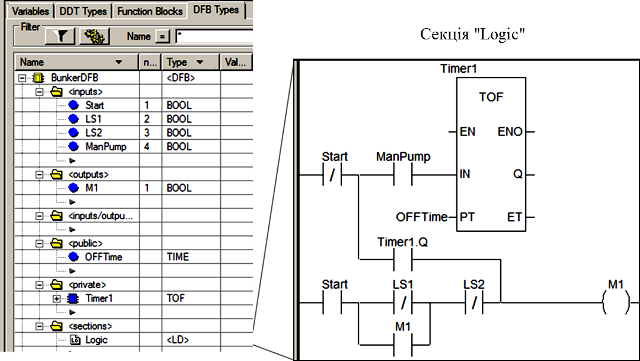 Variables DDT Types Function Blocks DFB Types
Filter
Name = *
Name n... Type Val...
BunkerDFB <DFB>
<inputs>
Start 1 BOOL
LS1 2 BOOL
LS2 3 BOOL
ManPump 4 BOOL
<outputs>
M1 1 BOOL
<inputs/outpu...
<public>
OFFTime TIME
<private>
Timer1 TOF
<sections>
Logic <LD>
Секція "Logic"
Timer1
TOF
EN ENO
Start ManPump IN Q
OFFTime PT ET
Timer1.Q
Start LS1 LS2 M1
M1